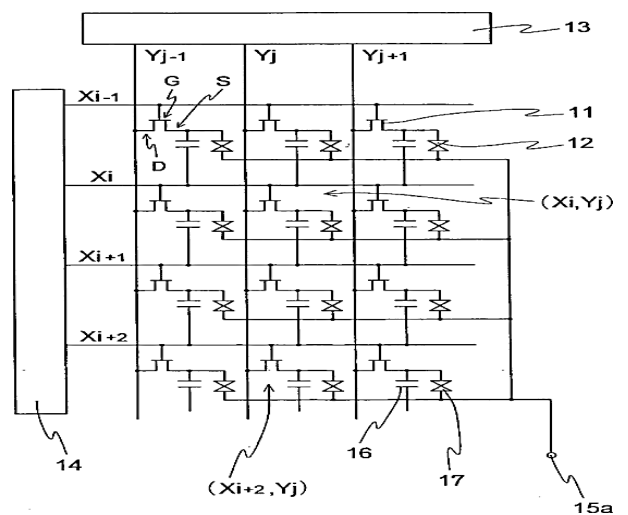 13
Yj-1 Yj Yj+1
G S
Xi-1
11
12
D
Xi
(Xi,Yj)
Xi+1
Xi+2
14
(Xi+2,Yj)
16
17
15a